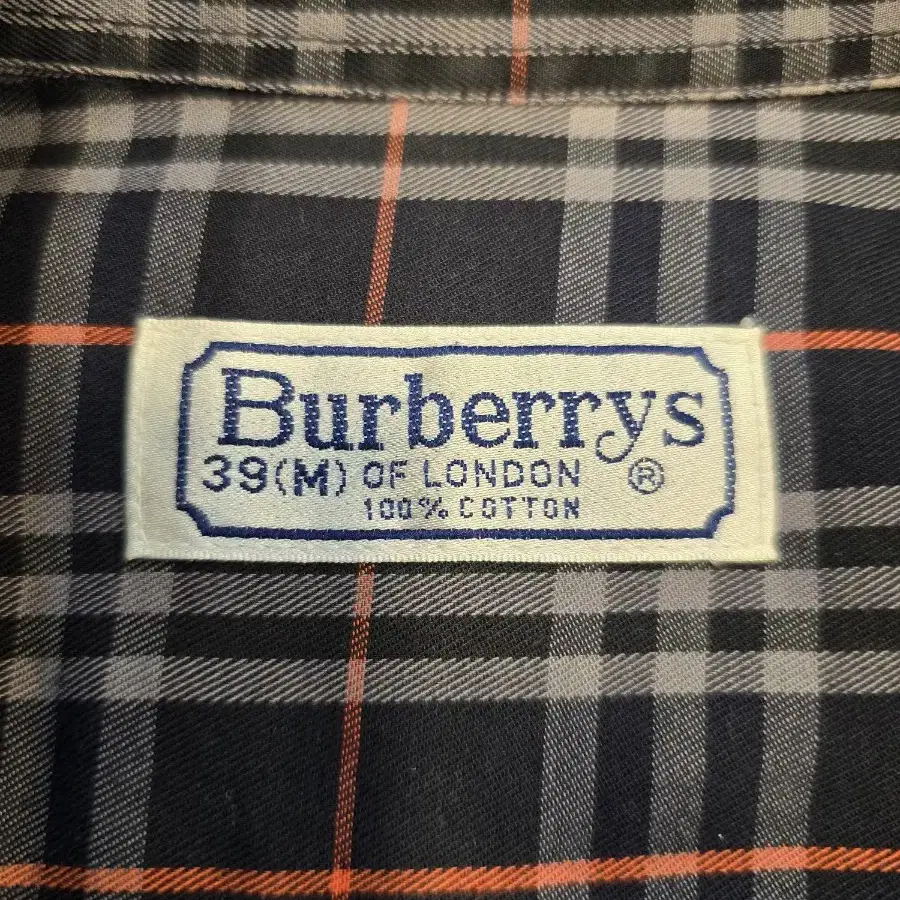 Burberrys
39(M) OF LONDON ®
100% COTTON